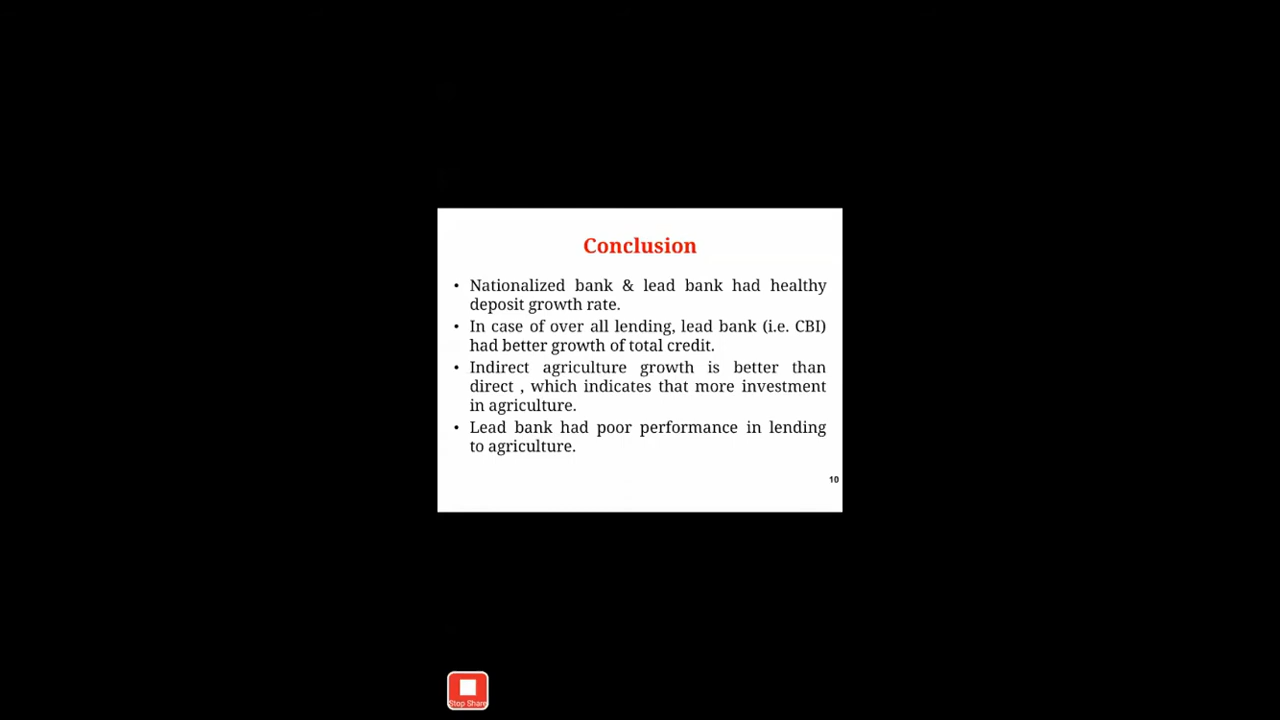 Conclusion
• Nationalized bank & lead bank had healthy
deposit growth rate.
• In case of over all lending, lead bank (i.e. CBI)
had better growth of total credit.
• Indirect agriculture growth is better than
direct , which indicates that more investment
in agriculture.
• Lead bank had poor performance in lending
to agriculture.
10
Stop Share